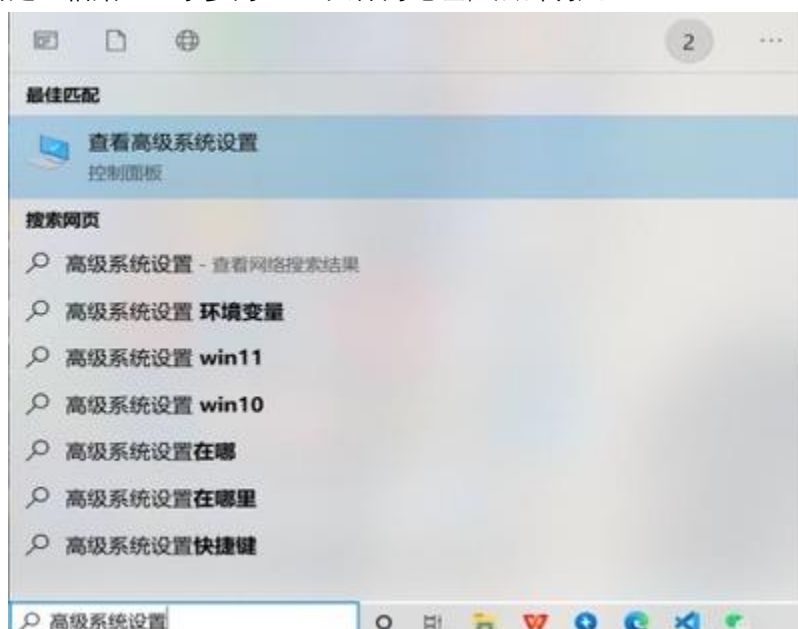 2
···
最佳匹配
查看高级系统设置
控制面板
搜索网页
高级系统设置 - 查看网络搜索结果
高级系统设置 环境变量
高级系统设置 win11
高级系统设置 win10
高级系统设置在哪
高级系统设置在哪里
高级系统设置快捷键
高级系统设置